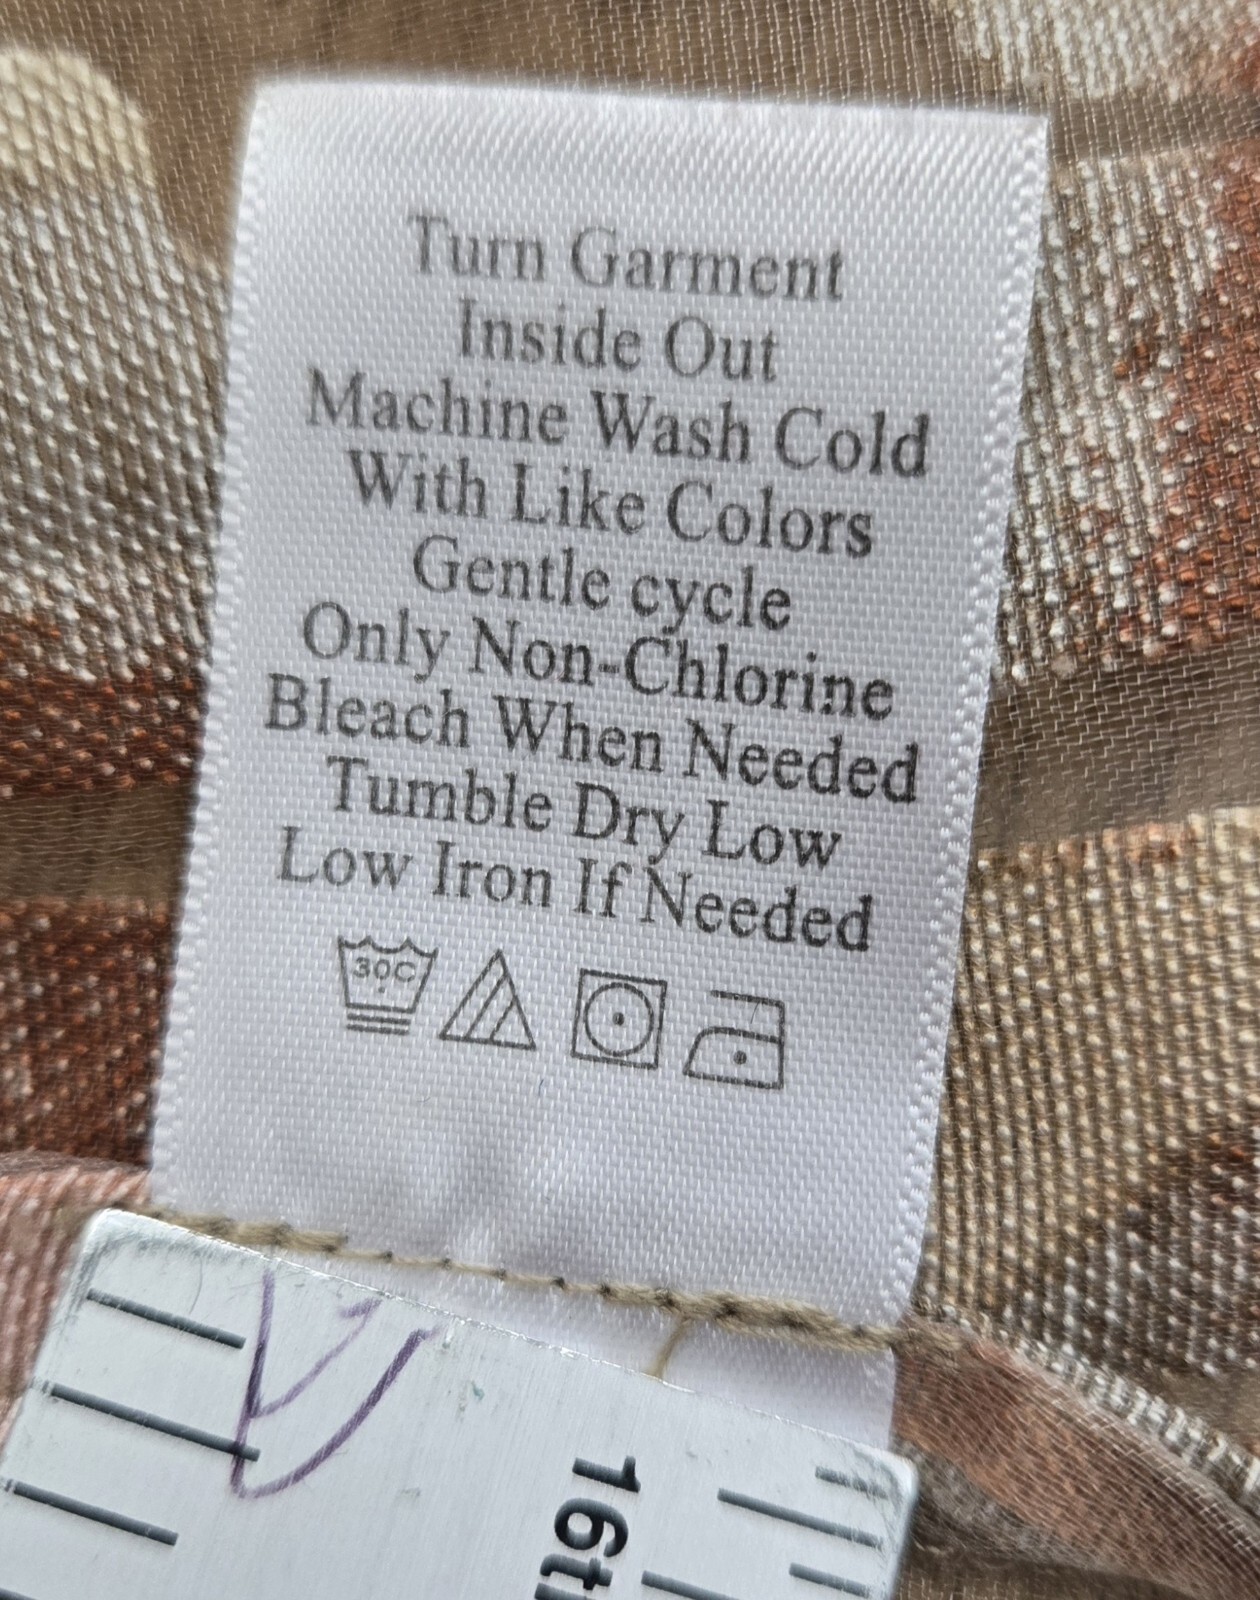 Turn Garment
Inside Out
Machine Wash Cold
With Like Colors
Gentle cycle
Only Non-Chlorine
Bleach When Needed
Tumble Dry Low
Low Iron If Needed
30C